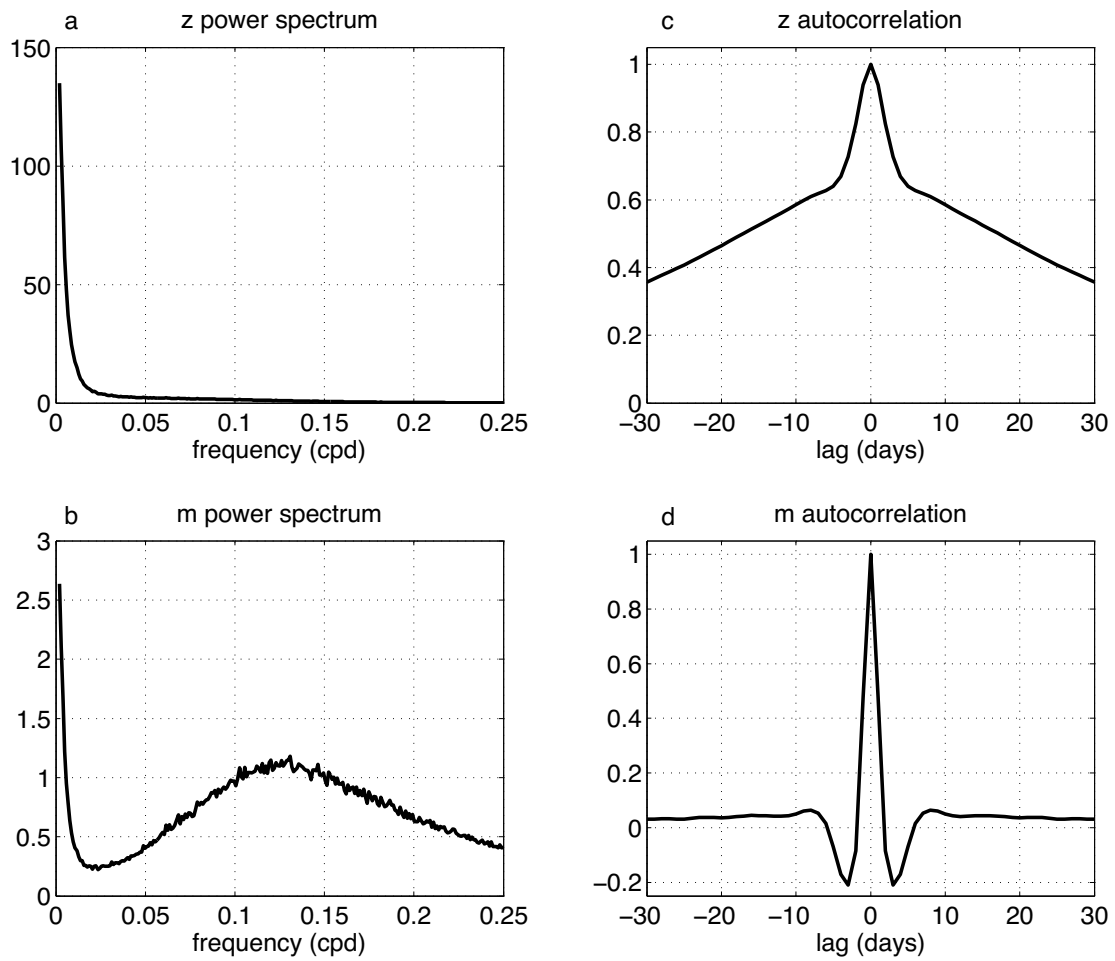 a z power spectrum
150
100
50
0
0 0.05 0.1 0.15 0.2 0.25
frequency (cpd)
c z autocorrelation
1
0.8
0.6
0.4
0.2
0
−30 −20 −10 0 10 20 30
lag (days)
b m power spectrum
3
2.5
2
1.5
1
0.5
0
0 0.05 0.1 0.15 0.2 0.25
frequency (cpd)
d m autocorrelation
1
0.8
0.6
0.4
0.2
0
−0.2
−30 −20 −10 0 10 20 30
lag (days)